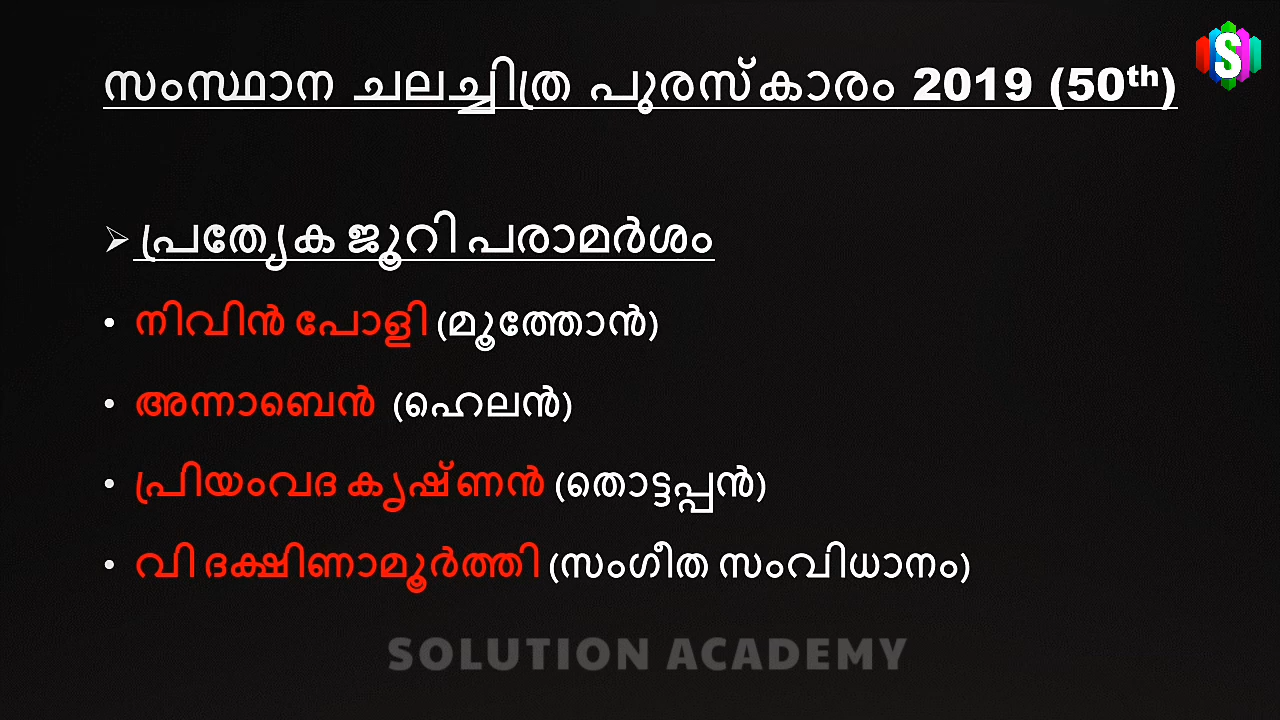 സംസ്ഥാന ചലച്ചിത്ര പുരസ്കാരം 2019 (50th)
S
➢ പ്രത്യേക ജൂറി പരാമർശം
• നിവിൻ പോളി (മൂത്തോൻ)
• അന്നാബെൻ (ഹെലൻ)
• പ്രിയംവദ കൃഷ്ണൻ (തൊട്ടപ്പൻ)
• വി ദക്ഷിണാമൂർത്തി (സംഗീത സംവിധാനം)
SOLUTION ACADEMY